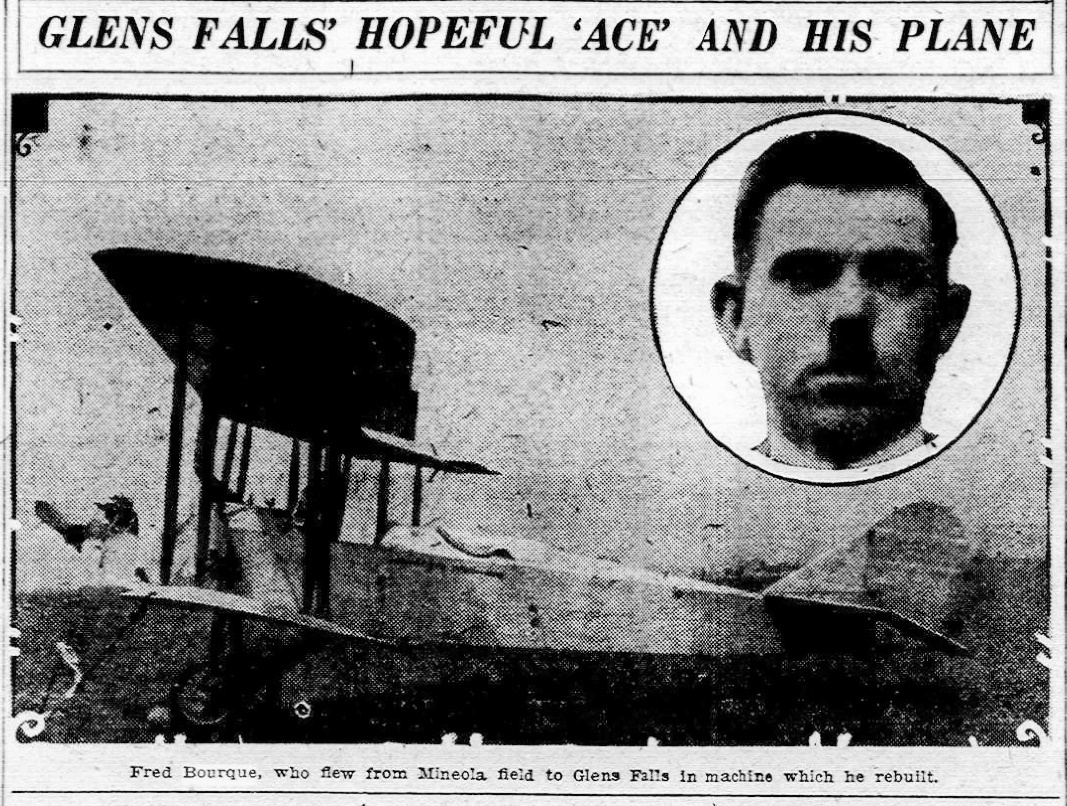 GLENS FALLS' HOPEFUL 'ACE' AND HIS PLANE
Fred Bourque, who flew from Mineola field to Glens Falls in machine which he rebuilt.